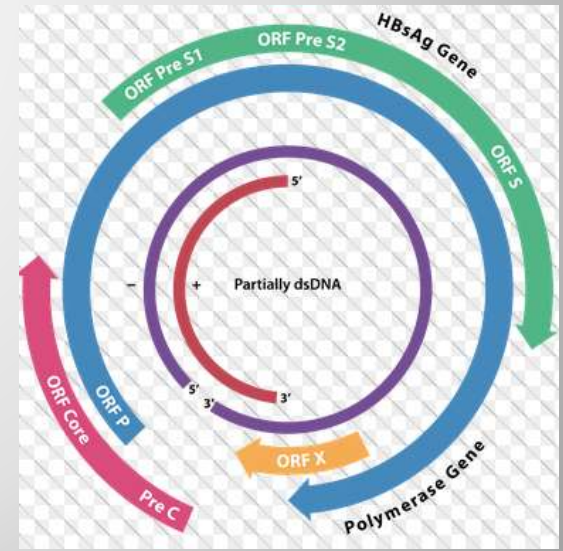 HBsAg Gene
ORF Pre S1
ORF Pre S2
ORF S
5’
− + Partially dsDNA
5’
3’
3’
ORF P
ORF Core
Pre C
ORF X
Polymerase Gene